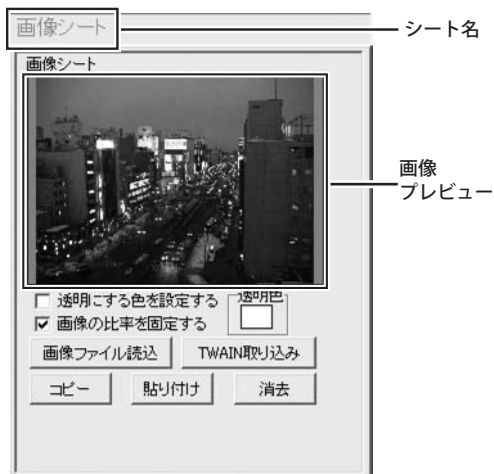 画像シート
シート名
画像シート
画像
プレビュー
透明にする色を設定する
透明色
画像の比率を固定する
画像ファイル読込
TWAIN取り込み
コピー
貼り付け
消去